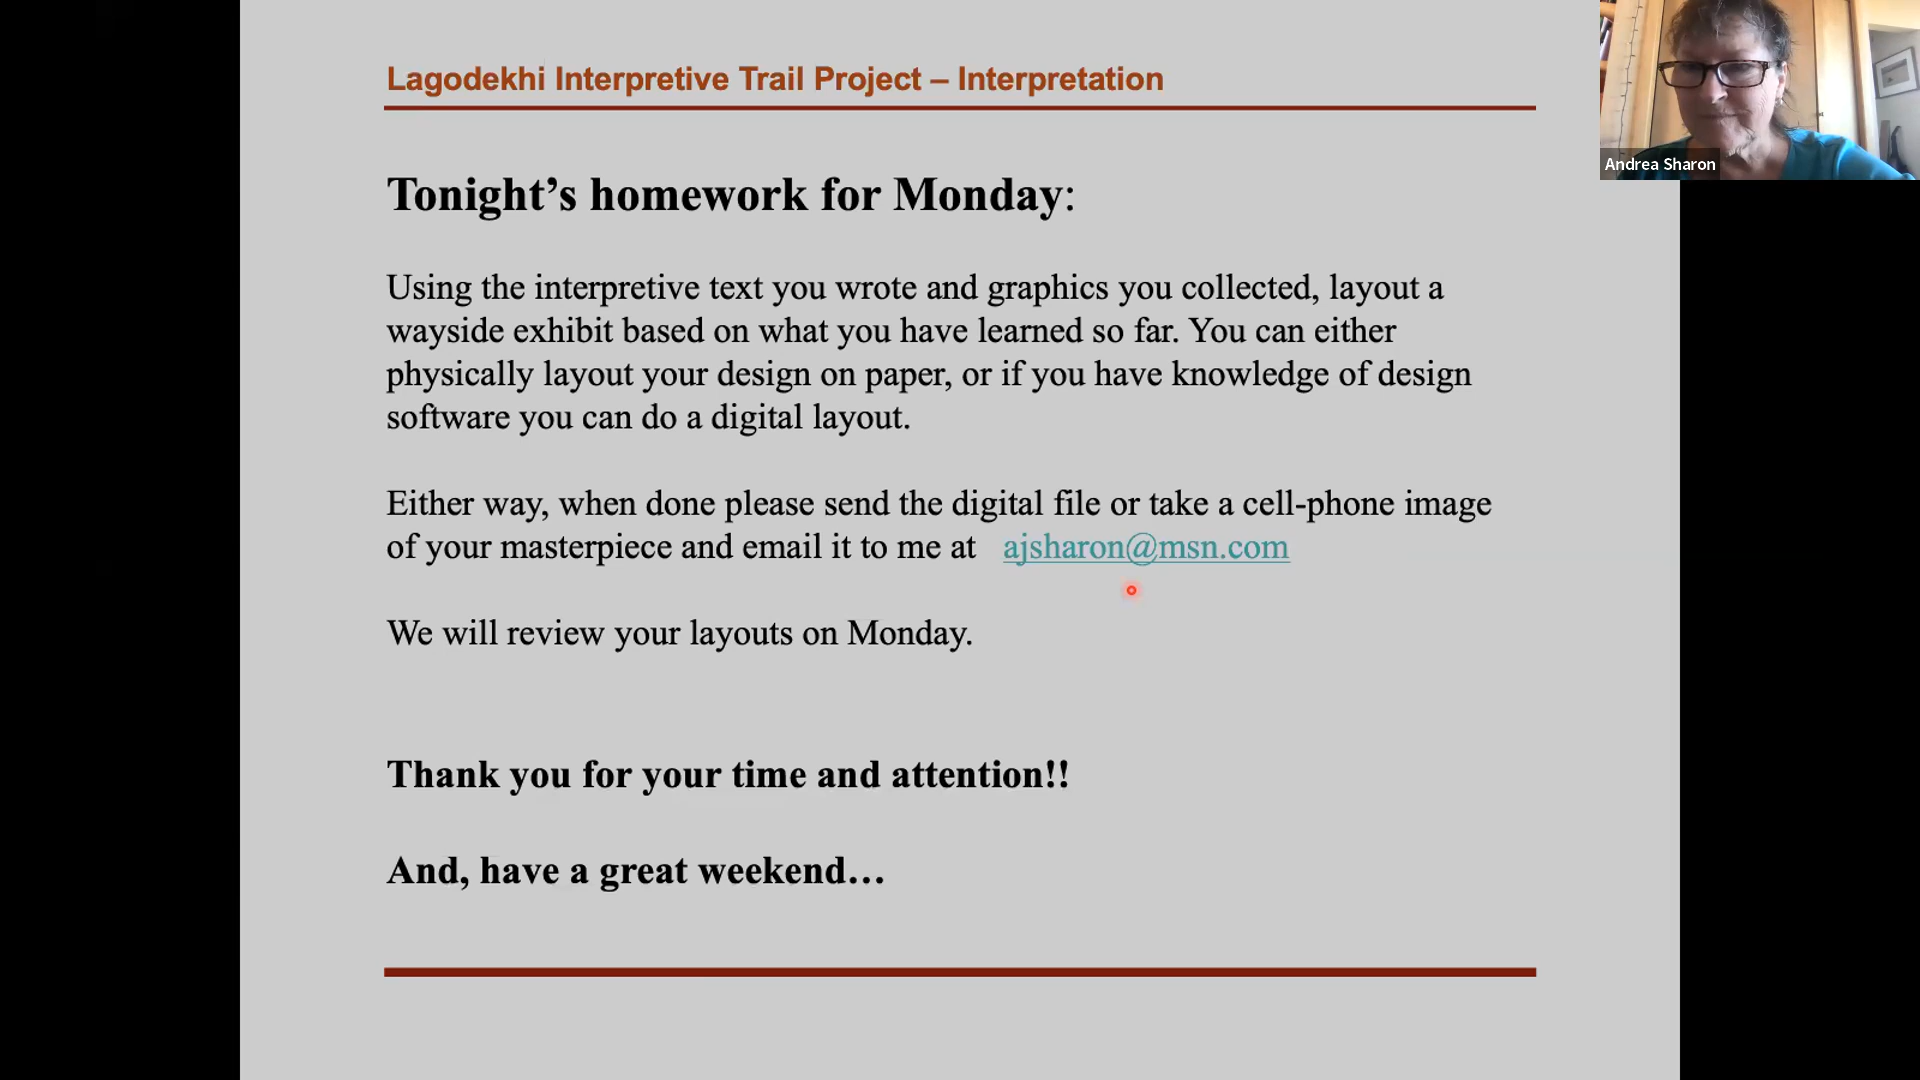 Lagodekhi Interpretive Trail Project – Interpretation
Andrea Sharon
Tonight’s homework for Monday:
Using the interpretive text you wrote and graphics you collected, layout a
wayside exhibit based on what you have learned so far. You can either
physically layout your design on paper, or if you have knowledge of design
software you can do a digital layout.
Either way, when done please send the digital file or take a cell-phone image
of your masterpiece and email it to me at ajsharon@msn.com
We will review your layouts on Monday.
Thank you for your time and attention!!
And, have a great weekend…